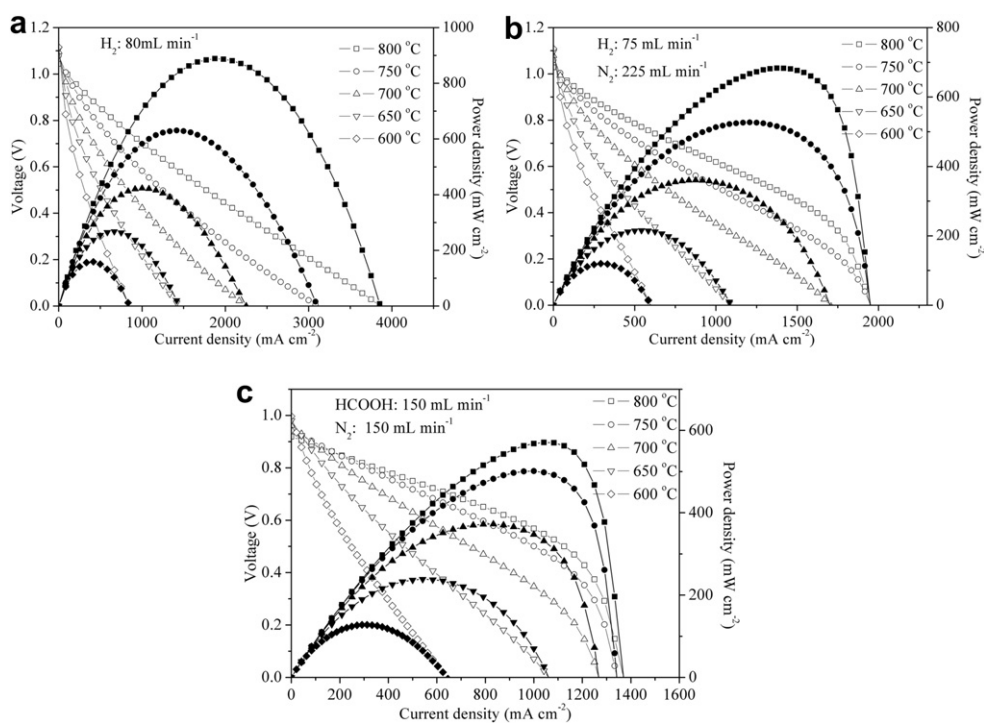 a
H₂: 80mL min⁻¹
800 °C
750 °C
700 °C
650 °C
600 °C
1.2
1.0
0.8
0.6
0.4
0.2
0.0
Voltage (V)
1000
800
600
400
200
0
Power density (mW cm⁻²)
0 1000 2000 3000 4000
Current density (mA cm⁻²)
b
H₂: 75 mL min⁻¹
N₂: 225 mL min⁻¹
800 °C
750 °C
700 °C
650 °C
600 °C
1.2
1.0
0.8
0.6
0.4
0.2
0.0
Voltage (V)
800
700
600
500
400
300
200
100
0
Power density (mW cm⁻²)
0 500 1000 1500 2000
Current density (mA cm⁻²)
c
HCOOH: 150 mL min⁻¹
N₂: 150 mL min⁻¹
800 °C
750 °C
700 °C
650 °C
600 °C
1.0
0.8
0.6
0.4
0.2
0.0
Voltage (V)
600
500
400
300
200
100
0
Power density (mW cm⁻²)
0 200 400 600 800 1000 1200 1400 1600
Current density (mA cm⁻²)